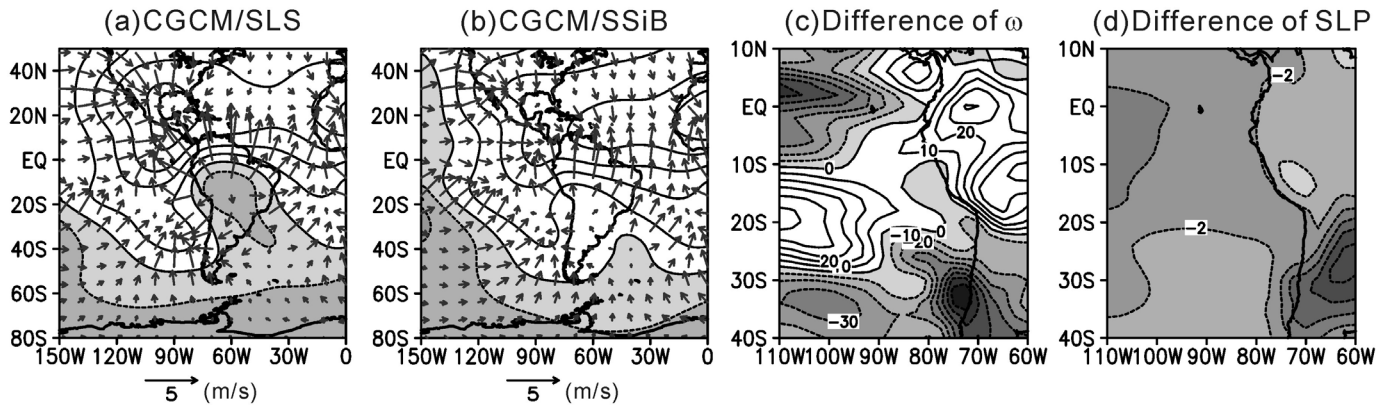 (a)CGCM/SLS
(b)CGCM/SSiB
(c)Difference of ω
(d)Difference of SLP
40N
20N
EQ
20S
40S
60S
80S
150W 120W 90W 60W 30W 0
5 (m/s)
40N
20N
EQ
20S
40S
60S
80S
150W 120W 90W 60W 30W 0
5 (m/s)
10N
EQ
10S
20S
30S
40S
110W 100W 90W 80W 70W 60W
20
10
0
-10
0
-20
20
-30
10N
EQ
10S
20S
30S
40S
110W 100W 90W 80W 70W 60W
-2
-2